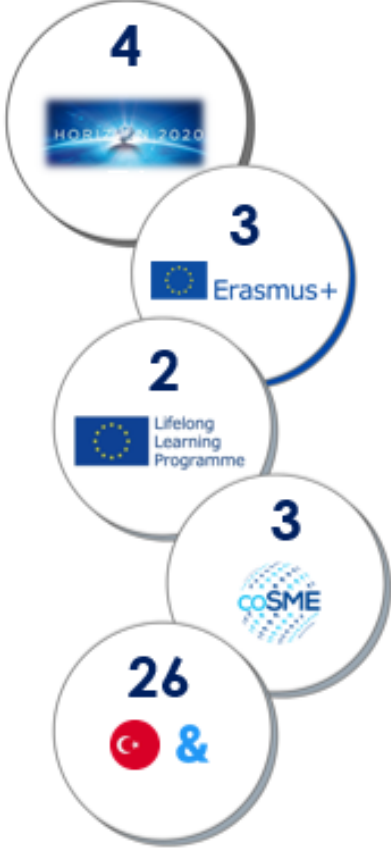 4
HORIZON 2020
3
Erasmus+
2
Lifelong
Learning
Programme
3
coSME
26
&